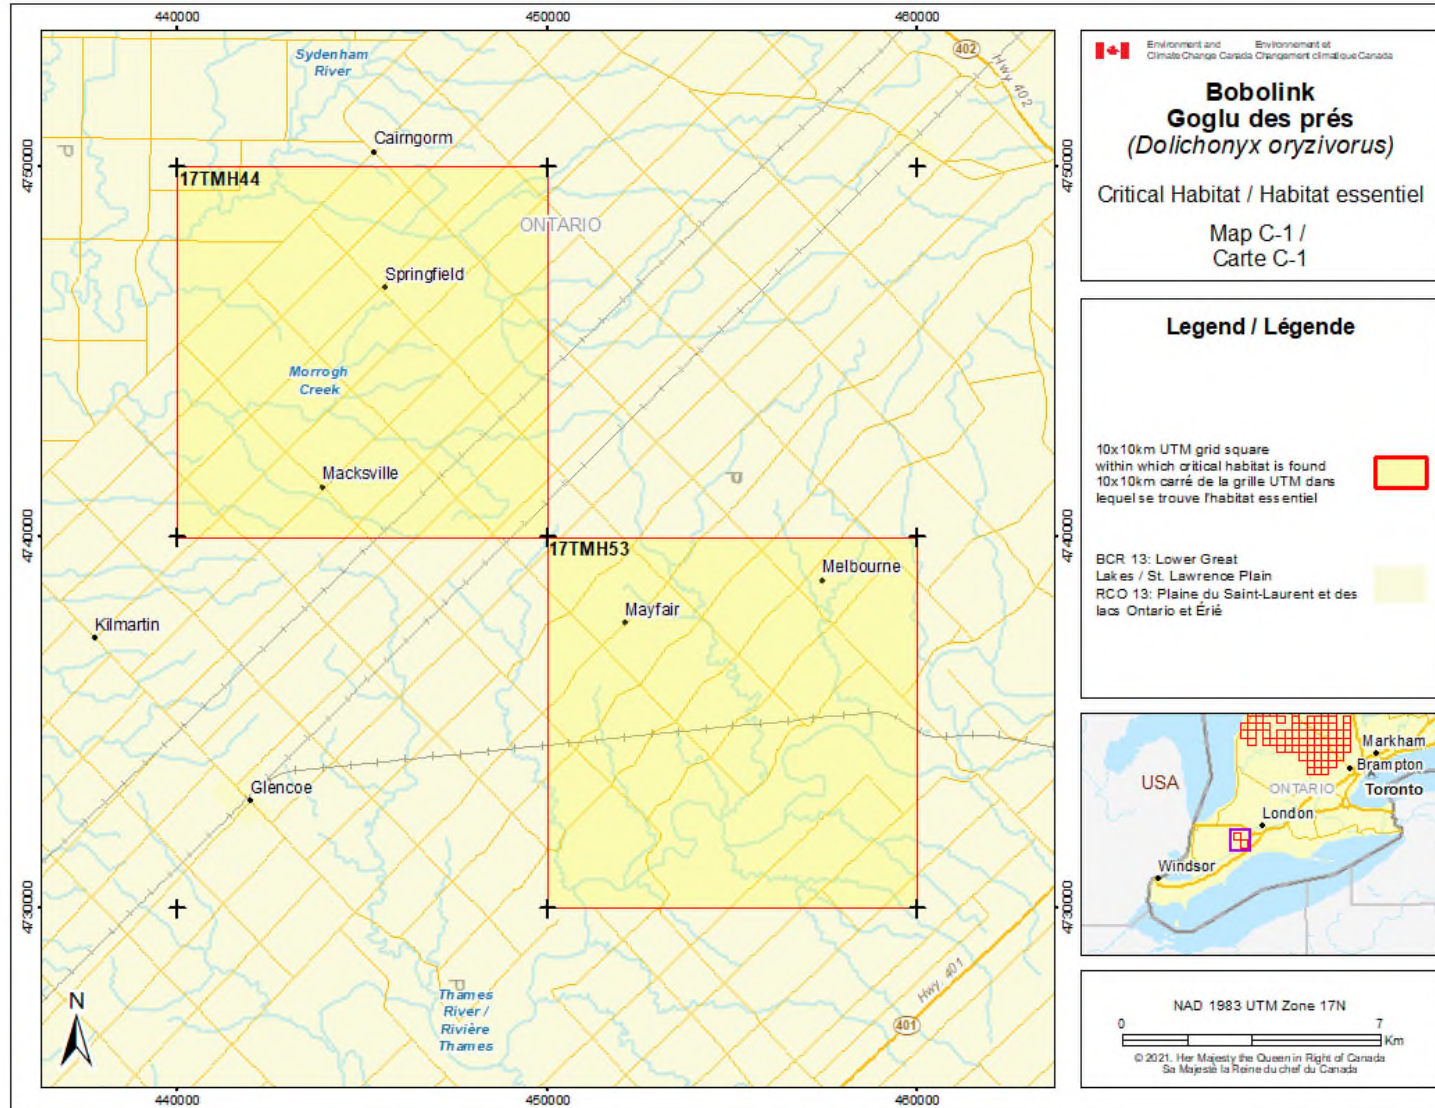 440000
450000
460000
Sydenham
River
402
Hwy 402
Cairngorm
P
4750000
4750000
17TMH44
ONTARIO
Springfield
Morrogh
Creek
Macksville
P
4740000
4740000
17TMH53
Melbourne
Mayfair
Kilmartin
Glencoe
4730000
4730000
Hwy. 401
401
P
Thames
River /
Rivière
Thames
N
440000
450000
460000
Environment and
Climate Change Canada
Environnement et
Changement climatique Canada
Bobolink
Goglu des prés
(Dolichonyx oryzivorus)
Critical Habitat / Habitat essentiel
Map C-1 /
Carte C-1
Legend / Légende
10x10km UTM grid square
within which critical habitat is found
10x10km carré de la grille UTM dans
lequel se trouve l'habitat essentiel
BCR 13: Lower Great
Lakes / St. Lawrence Plain
RCO 13: Plaine du Saint-Laurent et des
lacs Ontario et Érié
Markham
Brampton
USA
ONTARIO
Toronto
London
Windsor
NAD 1983 UTM Zone 17N
0
7
Km
© 2021. Her Majesty the Queen in Right of Canada
Sa Majesté la Reine du chef du Canada